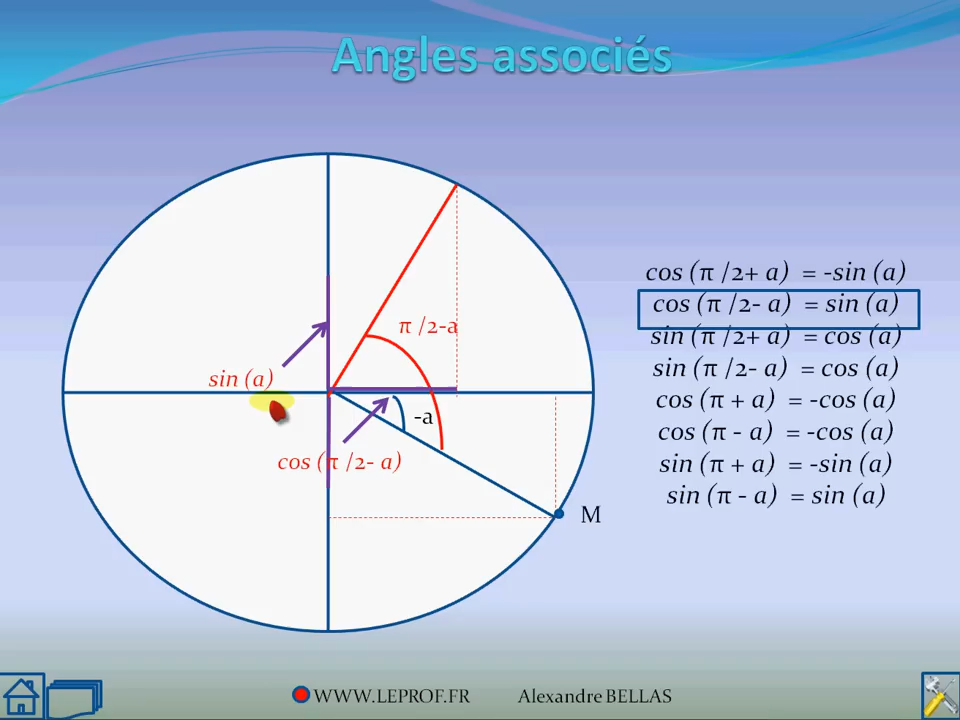 Angles associés
cos (π /2+ a) = -sin (a)
cos (π /2- a) = sin (a)
sin (π /2+ a) = cos (a)
sin (π /2- a) = cos (a)
cos (π + a) = -cos (a)
cos (π - a) = -cos (a)
sin (π + a) = -sin (a)
sin (π - a) = sin (a)
π /2-a
sin (a)
-a
cos (π /2- a)
M
WWW.LEPROF.FR Alexandre BELLAS